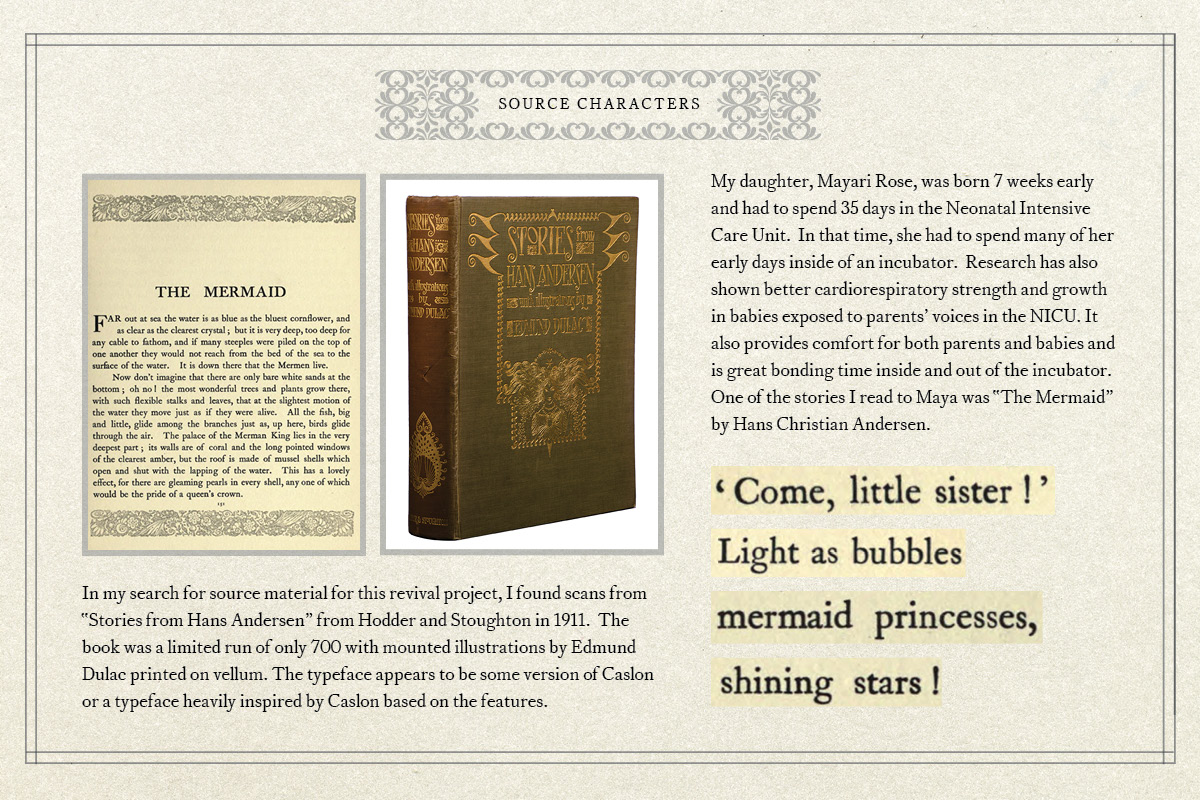 SOURCE CHARACTERS
THE MERMAID
FAR out at sea the water is as blue as the bluest cornflower, and
as clear as the clearest crystal ; but it is very deep, too deep for
any cable to fathom, and if many steeples were piled on the top of
one another they would not reach from the bed of the sea to the
surface of the water. It is down there that the Mermen live.
Now don't imagine that there are only bare white sands at the
bottom ; oh no ! the most wonderful trees and plants grow there,
with such flexible stalks and leaves, that at the slightest motion of
the water they move just as if they were alive. All the fish, big
and little, glide among the branches just as, up here, birds glide
through the air. The palace of the Merman King lies in the very
deepest part ; its walls are of coral and the long pointed windows
of the clearest amber, but the roof is made of mussel shells which
open and shut with the lapping of the water. This has a lovely
effect, for there are gleaming pearls in every shell, any one of which
would be the pride of a queen's crown.
STORIES from
HANS ANDERSEN
with illustrations by
EDMUND DULAC
STORIES from
HANS
ANDERSEN
with illustrations
by
EDMUND DULAC
In my search for source material for this revival project, I found scans from
“Stories from Hans Andersen” from Hodder and Stoughton in 1911.  The
book was a limited run of only 700 with mounted illustrations by Edmund
Dulac printed on vellum. The typeface appears to be some version of Caslon
or a typeface heavily inspired by Caslon based on the features.
My daughter, Mayari Rose, was born 7 weeks early
and had to spend 35 days in the Neonatal Intensive
Care Unit.  In that time, she had to spend many of her
early days inside of an incubator.  Research has also
shown better cardiorespiratory strength and growth
in babies exposed to parents’ voices in the NICU. It
also provides comfort for both parents and babies and
is great bonding time inside and out of the incubator.
One of the stories I read to Maya was “The Mermaid”
by Hans Christian Andersen.
‘ Come, little sister ! ’
Light as bubbles
mermaid princesses,
shining stars !